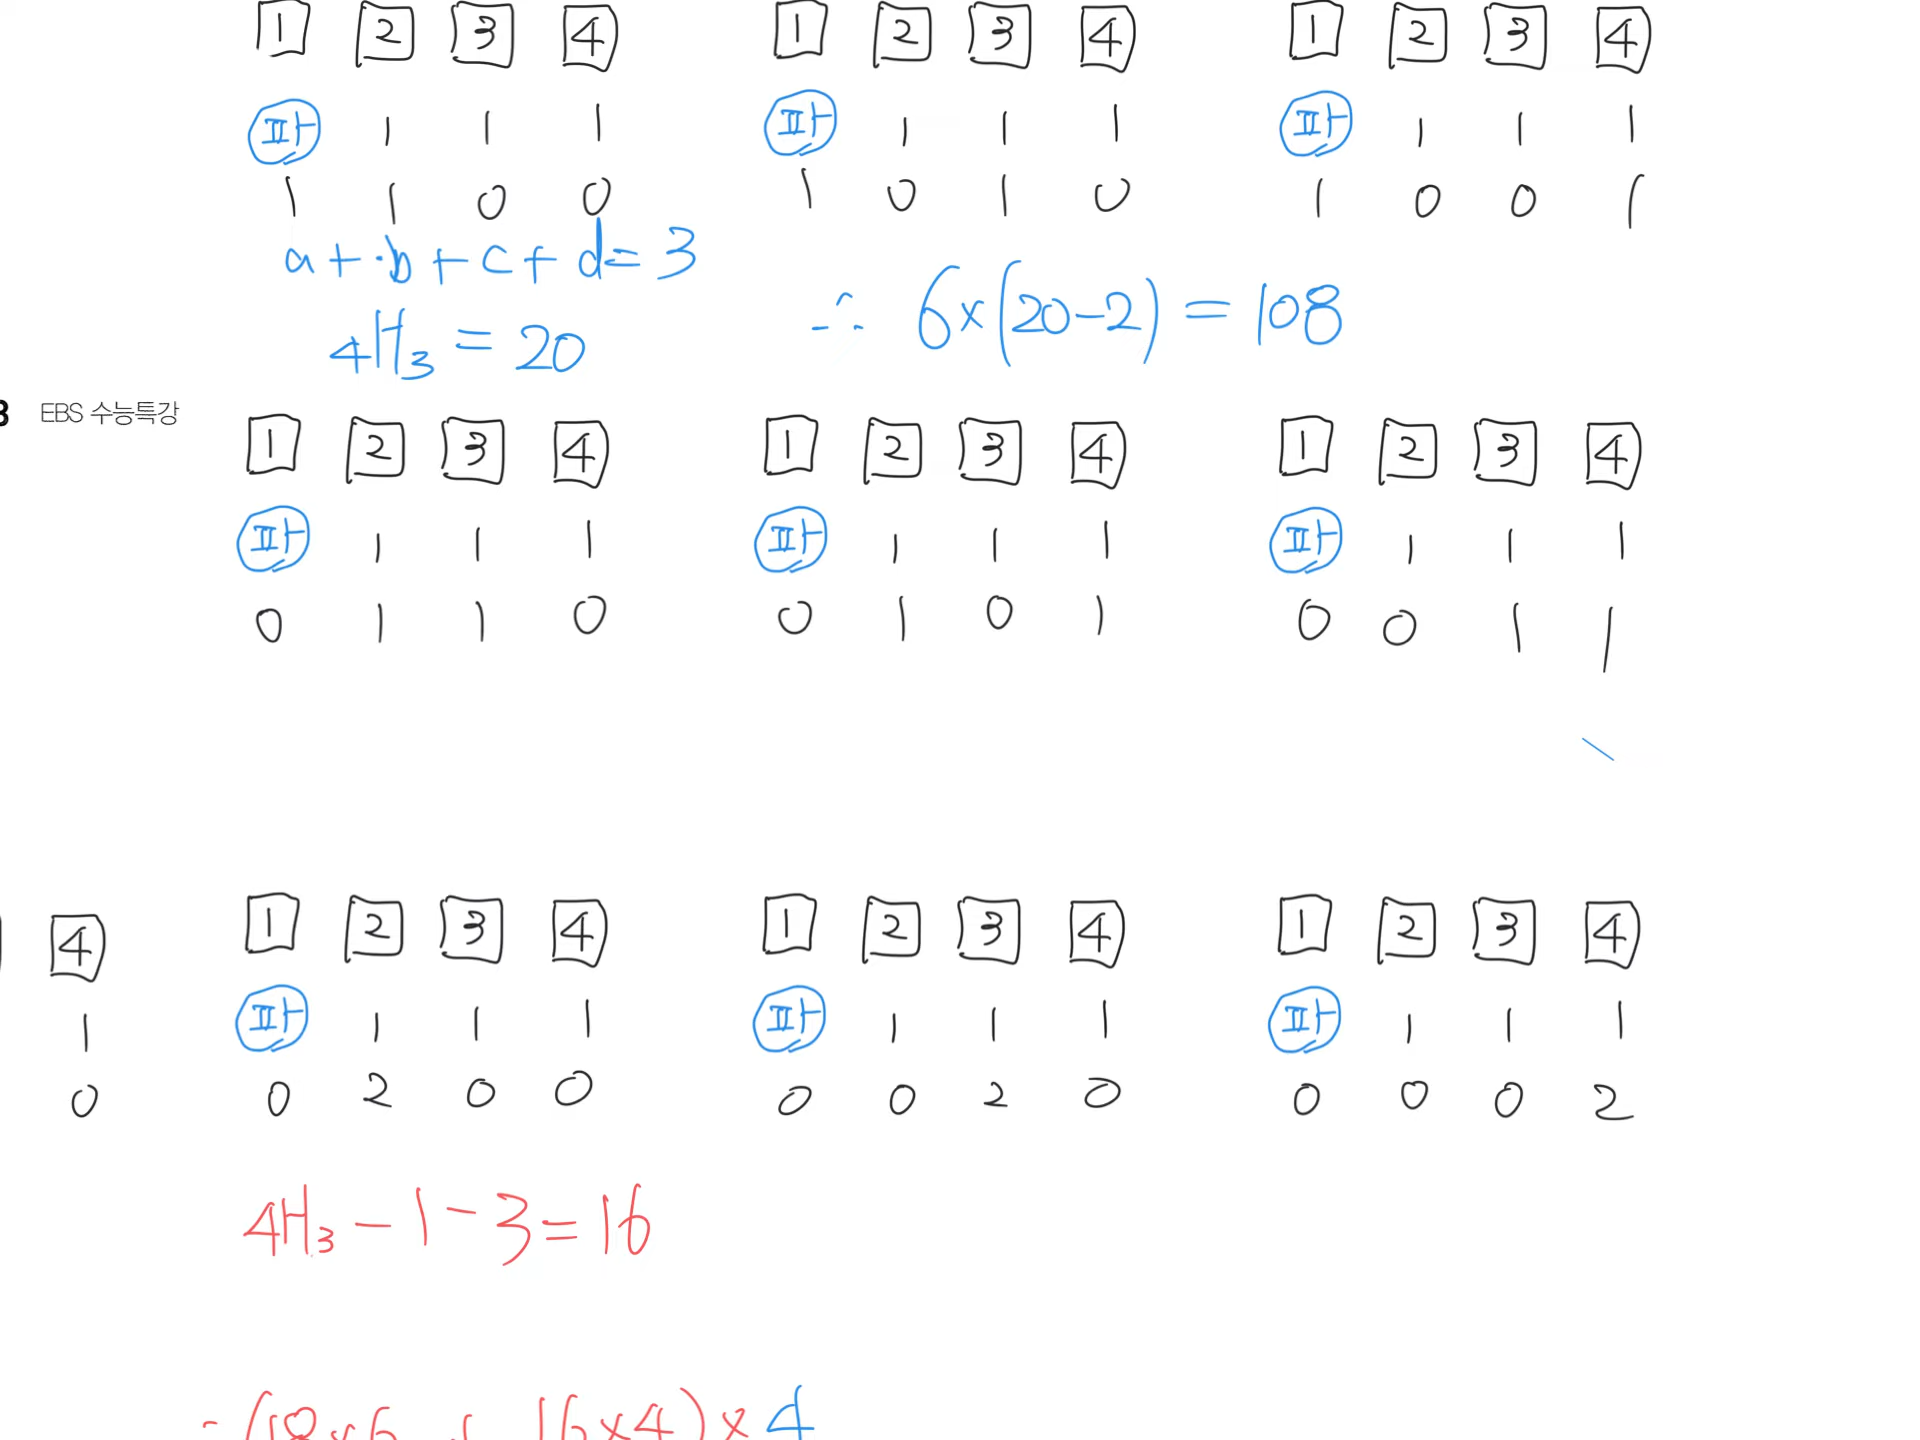 1 2 3 4 1 2 3 4 1 2 3 4
파 1 1 1 파 1 1 1 파 1 1 1
1 1 0 0 1 0 1 0 1 0 0 1
a + b + c + d = 3
∴ 6×(20-2) = 108
4H3 = 20
3 EBS 수능특강
1 2 3 4 1 2 3 4 1 2 3 4
파 1 1 1 파 1 1 1 파 1 1 1
0 1 1 0 0 1 0 1 0 0 1 1
4 1 2 3 4 1 2 3 4 1 2 3 4
1 파 1 1 1 파 1 1 1 파 1 1 1
0 0 2 0 0 0 0 2 0 0 0 0 2
4H3 - 1 - 3 = 16
(18×6 + 16×4) × 4